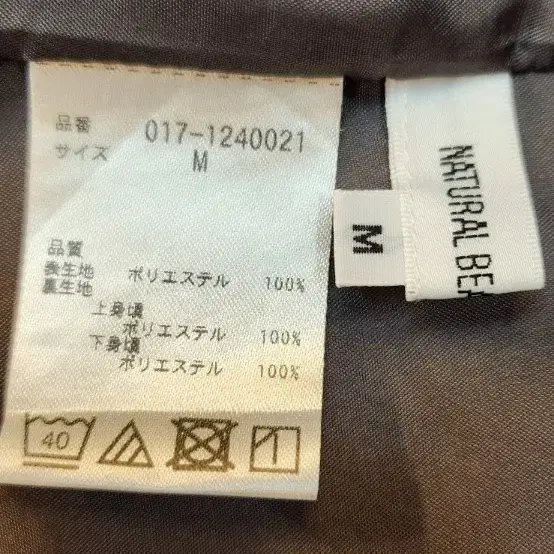 品番 017-1240021
サイズ M
品質
表生地 ポリエステル 100%
裏生地
上身頃
ポリエステル 100%
下身頃
ポリエステル 100%
40
M
NATURAL BE